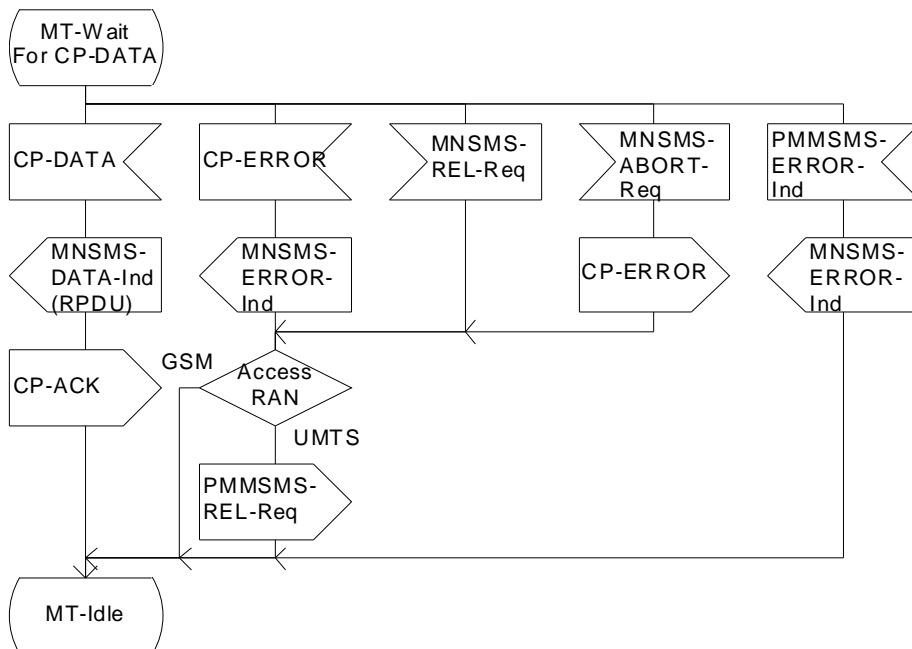 MT-Wait
For CP-DATA
CP-DATA
CP-ERROR
MNSMS-
REL-Req
MNSMS-
ABORT-
Req
PMMSMS-
ERROR-
Ind
MNSMS-
DATA-Ind
(RPDU)
MNSMS-
ERROR-
Ind
CP-ERROR
MNSMS-
ERROR-
Ind
CP-ACK
GSM
Access
RAN
UMTS
PMMSMS-
REL-Req
MT-Idle